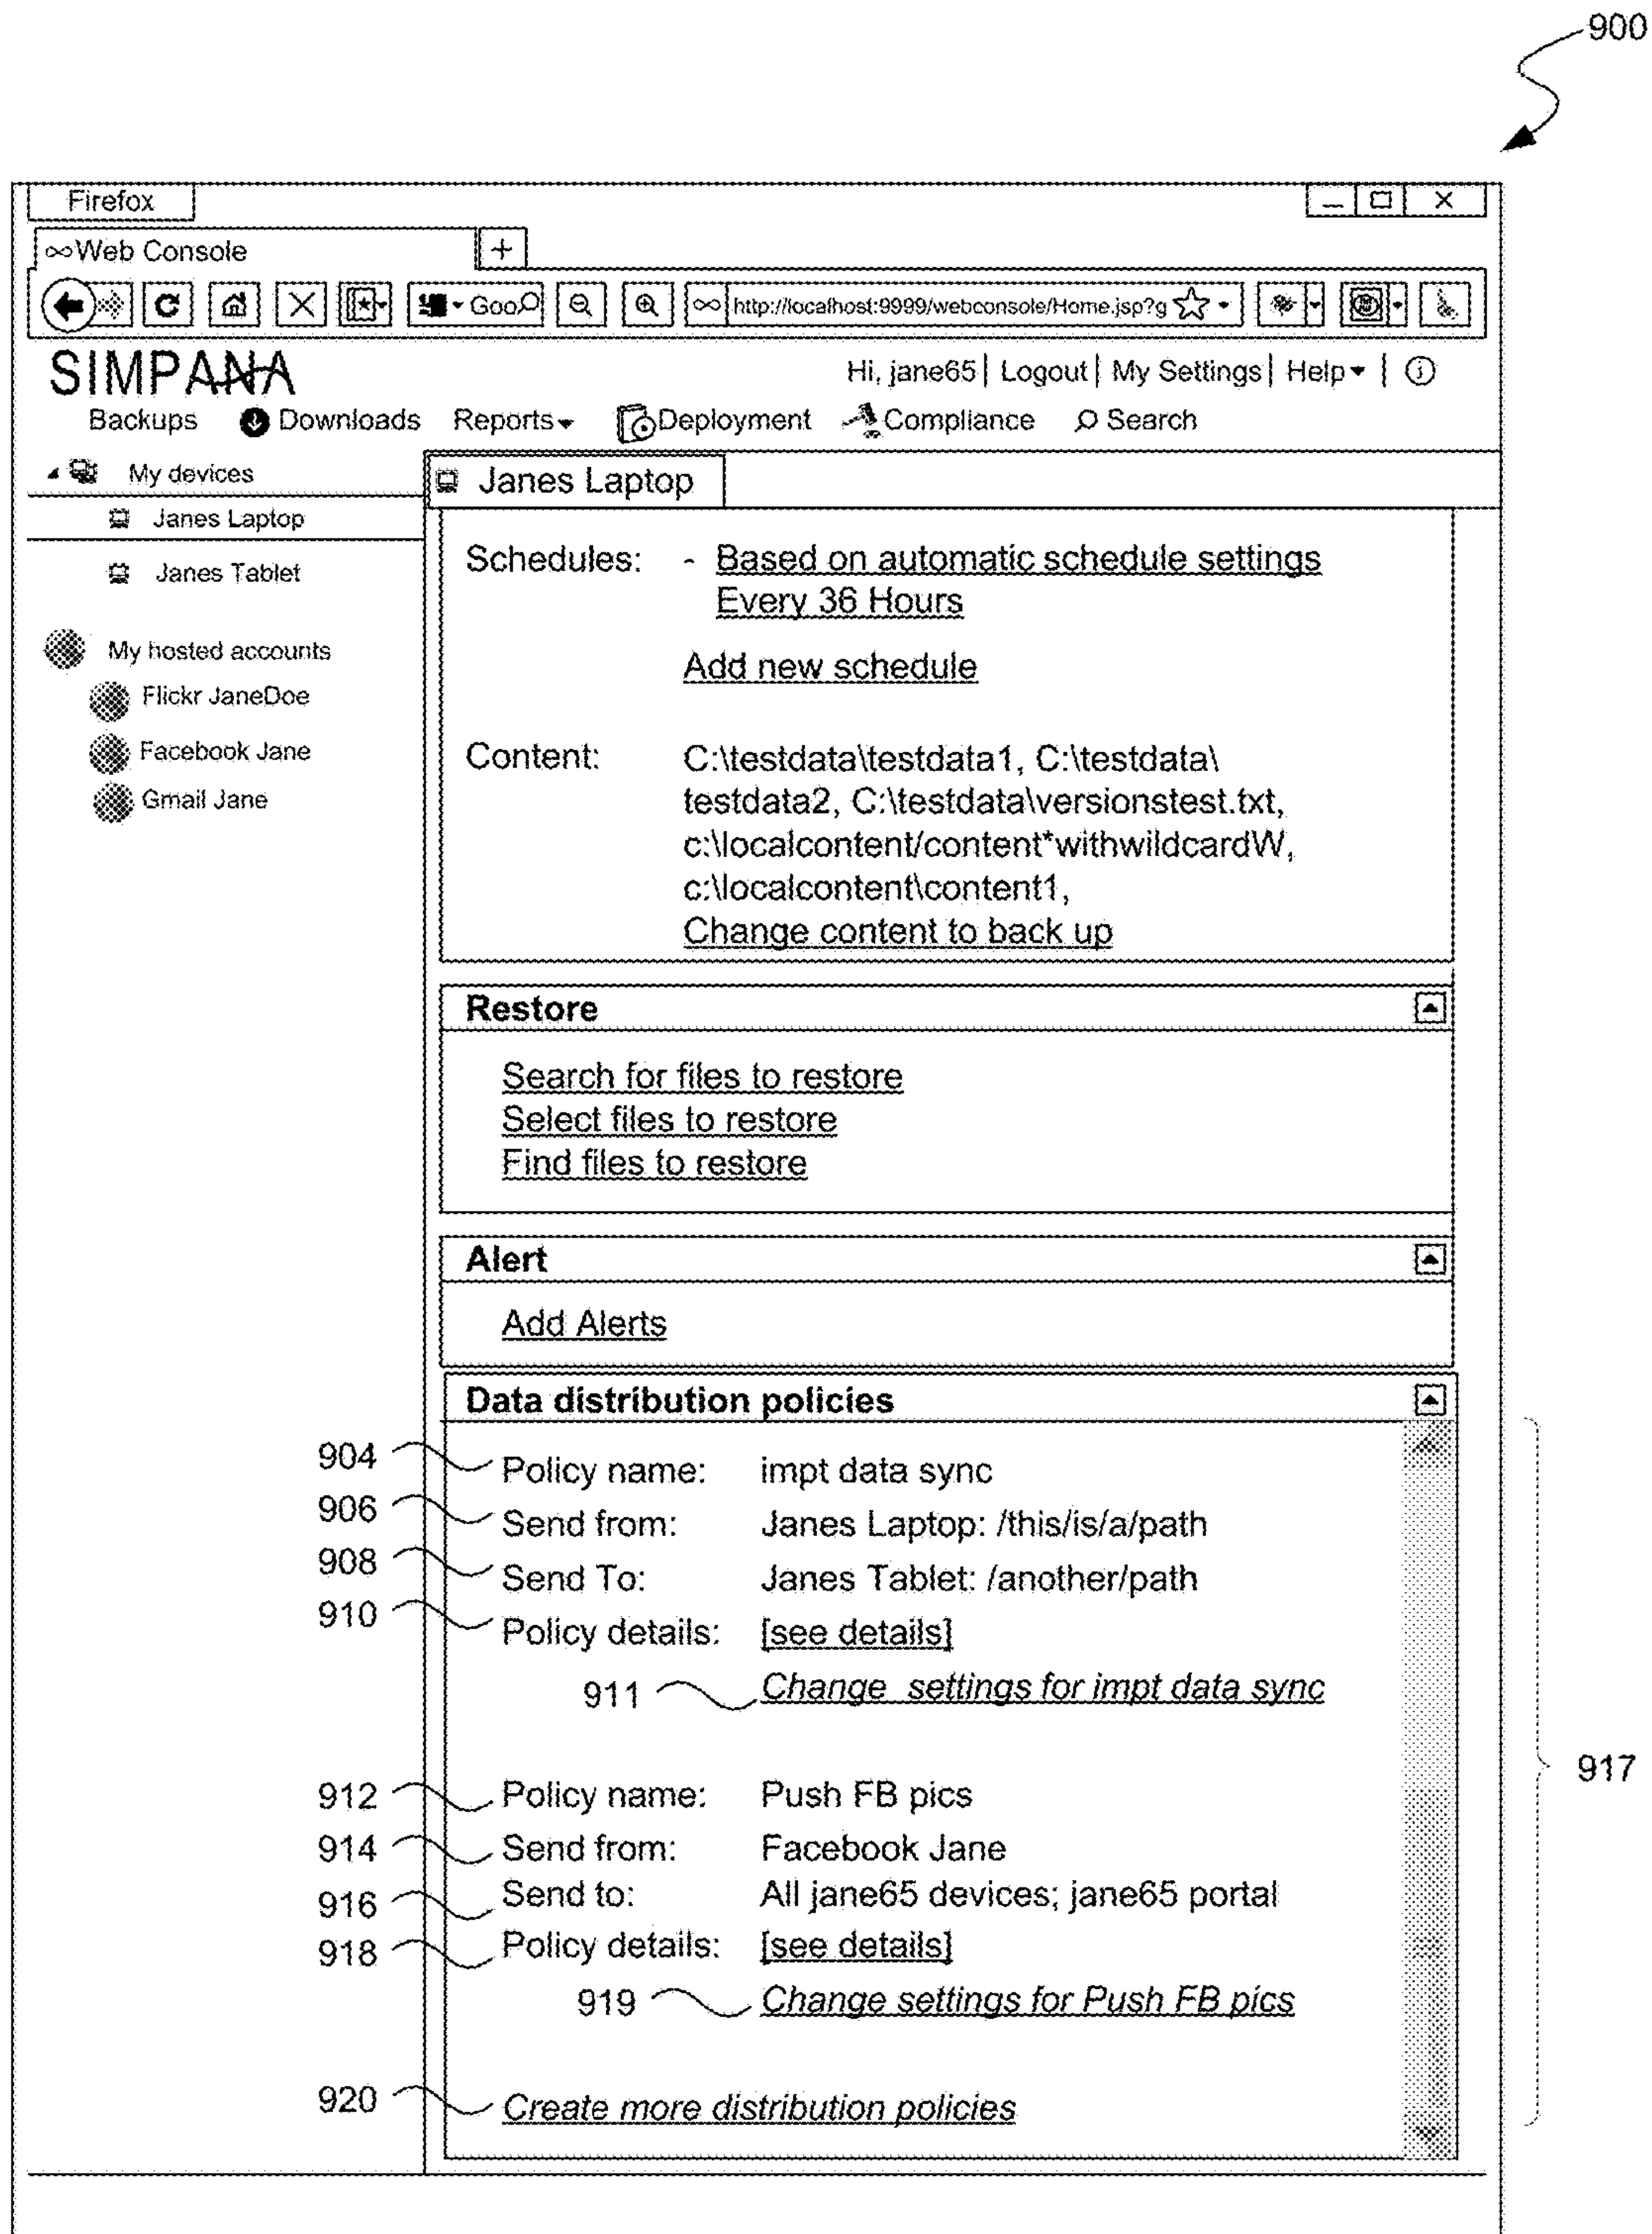 900
Firefox
∞Web Console +
Goo http://localhost:9999/webconsole/Home.jsp?g
SIMPANA
Hi, jane65| Logout| My Settings| Help | i
Backups Downloads Reports Deployment Compliance Search
My devices
Janes Laptop
Janes Tablet
My hosted accounts
Flickr JaneDoe
Facebook Jane
Gmail Jane
Janes Laptop
Schedules: - Based on automatic schedule settings
Every 36 Hours
Add new schedule
Content: C:\testdata\testdata1, C:\testdata\
testdata2, C:\testdata\versionstest.txt,
c:\localcontent/content*withwildcardW,
c:\localcontent\content1,
Change content to back up
Restore
Search for files to restore
Select files to restore
Find files to restore
Alert
Add Alerts
Data distribution policies
904 Policy name: impt data sync
906 Send from: Janes Laptop: /this/is/a/path
908 Send To: Janes Tablet: /another/path
910 Policy details: [see details]
911 Change settings for impt data sync
912 Policy name: Push FB pics
914 Send from: Facebook Jane
916 Send to: All jane65 devices; jane65 portal
918 Policy details: [see details]
919 Change settings for Push FB pics
920 Create more distribution policies
917